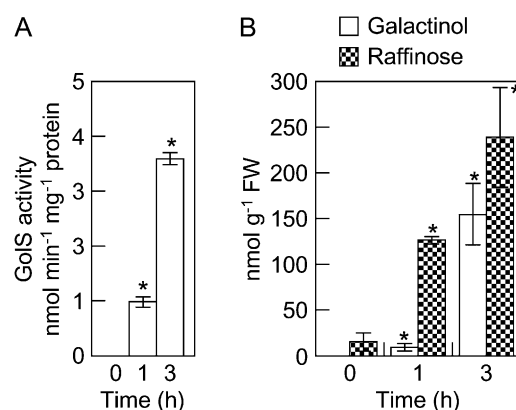 A
B
Galactinol
Raffinose
GolS activity
nmol min-1 mg-1 protein
5
4
3
3
1
0
*
*
0 1 3
Time (h)
nmol g-1 FW
300
250
200
150
100
50
0
*
*
*
*
0 1 3
Time (h)